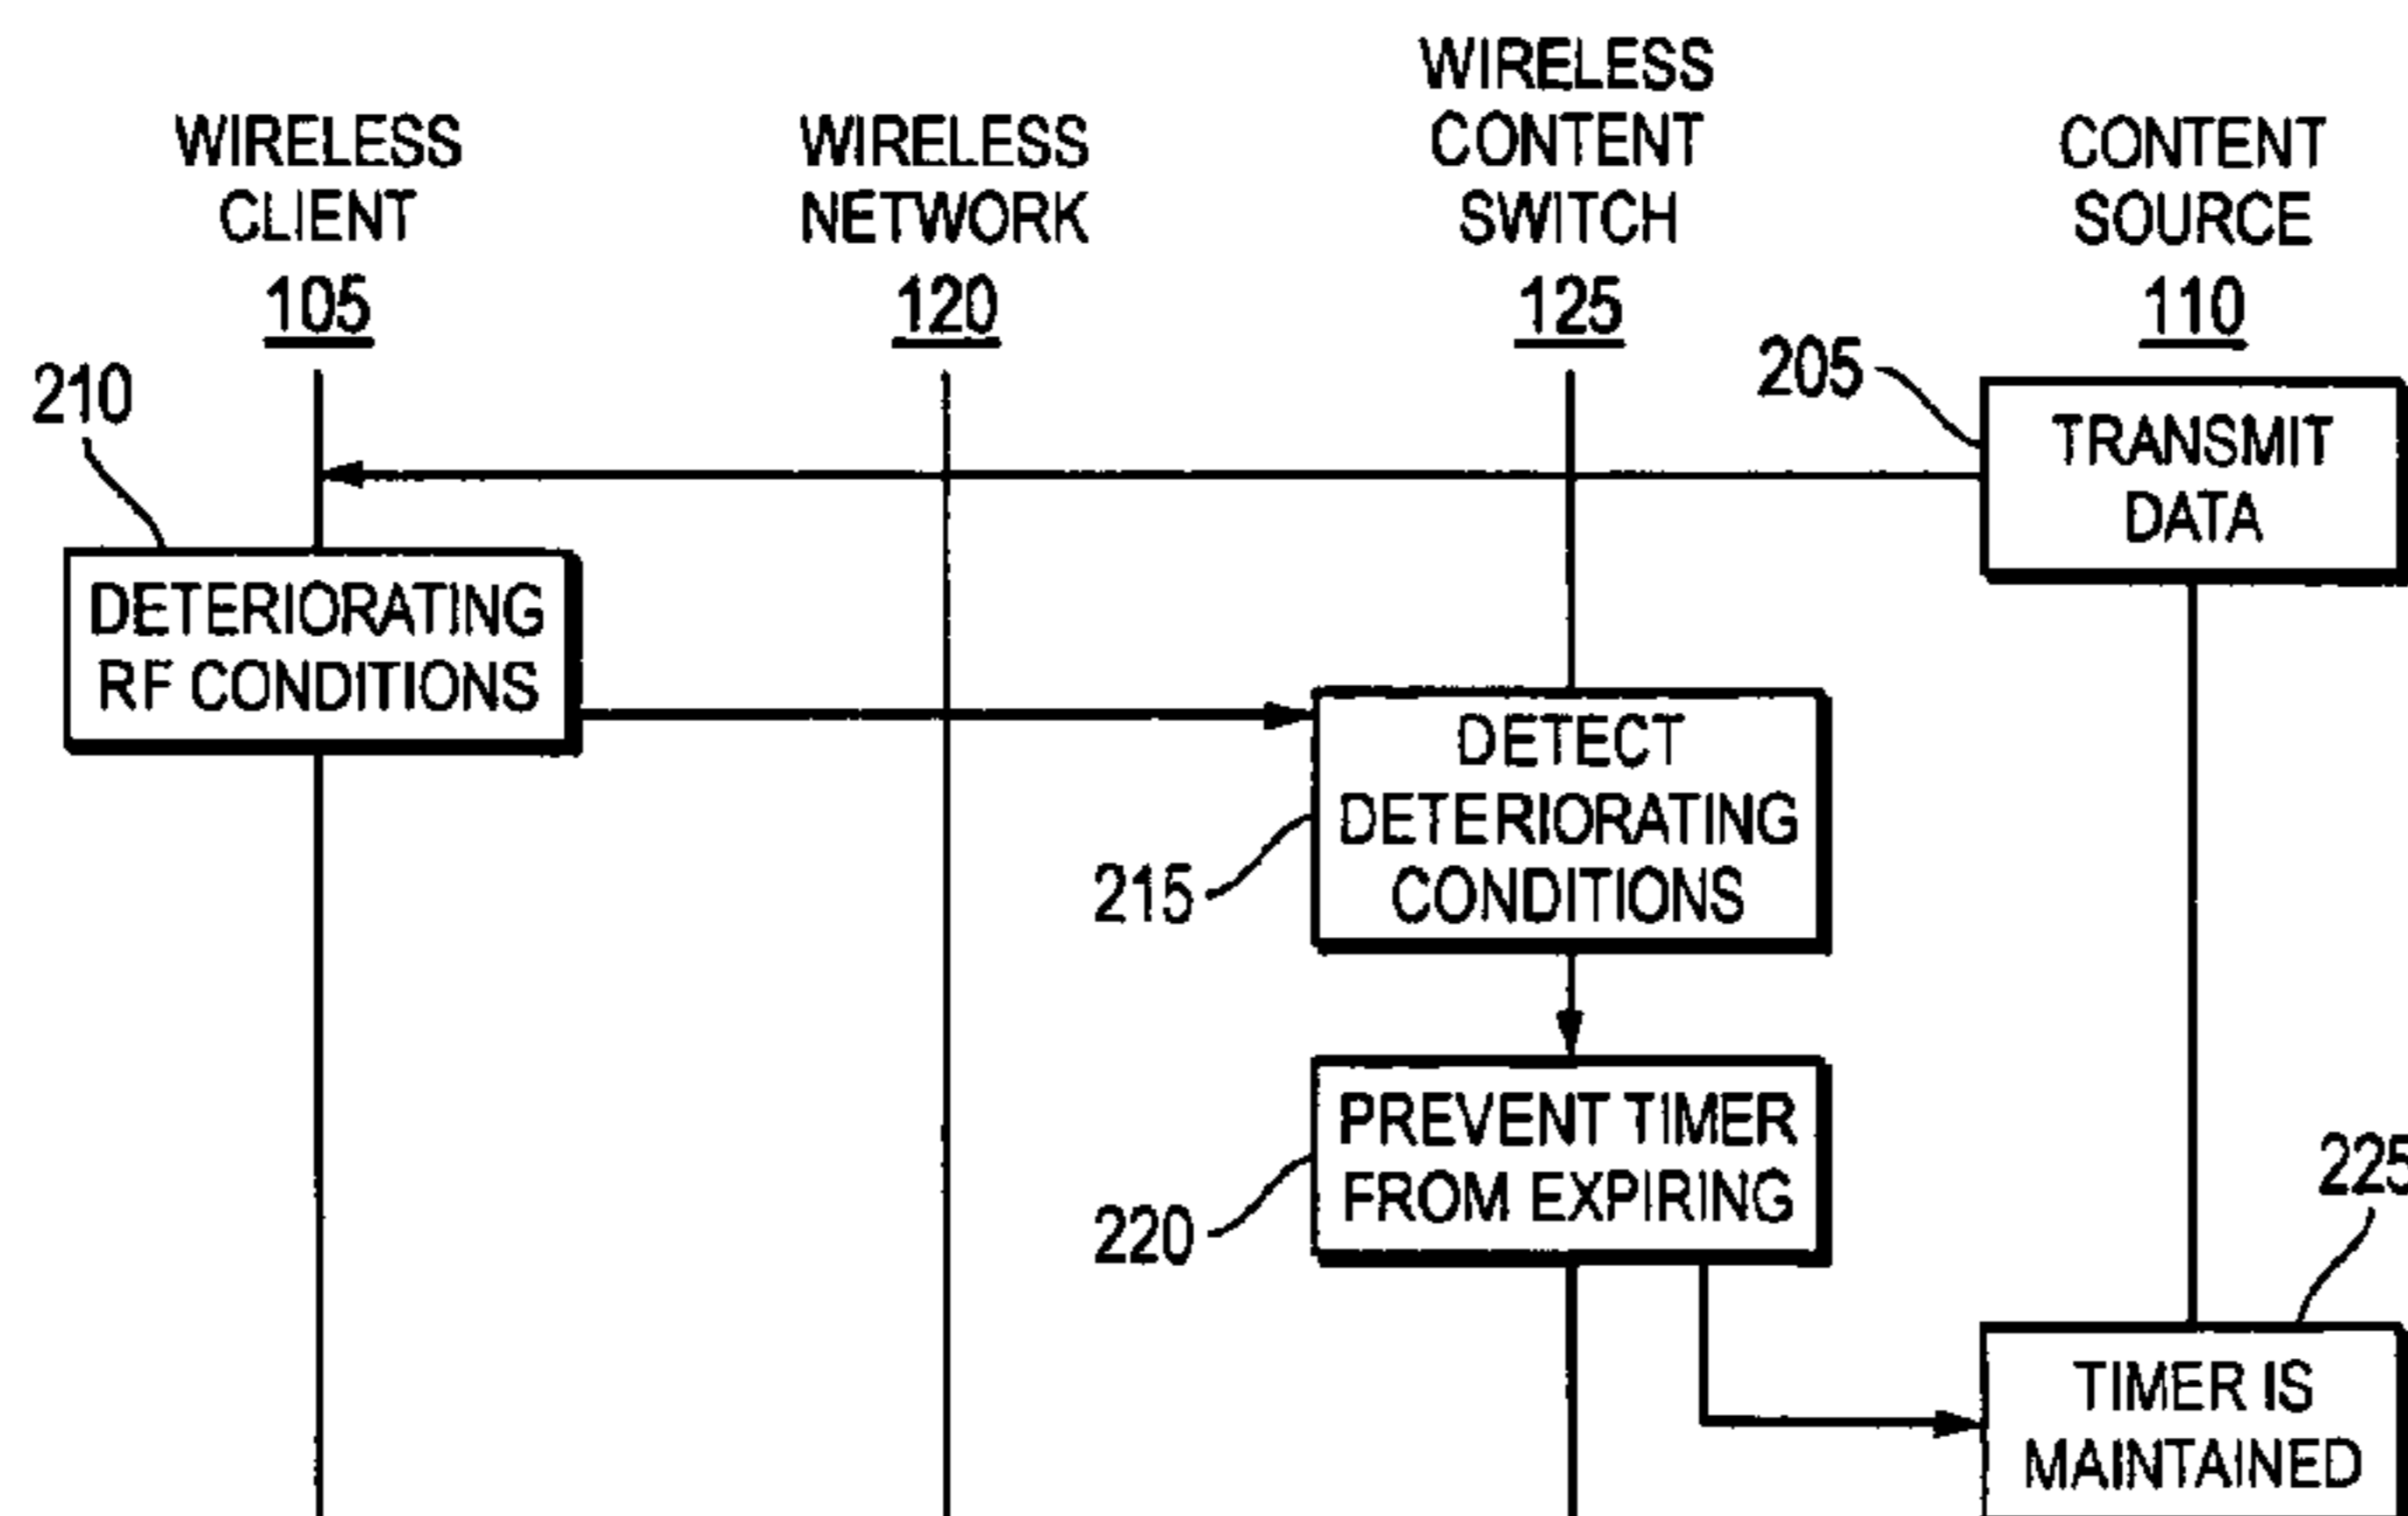 WIRELESS
CLIENT
105
WIRELESS
NETWORK
120
WIRELESS
CONTENT
SWITCH
125
CONTENT
SOURCE
110
205
TRANSMIT
DATA
210
DETERIORATING
RF CONDITIONS
DETECT
DETERIORATING
CONDITIONS
215
PREVENT TIMER
FROM EXPIRING
220
225
TIMER IS
MAINTAINED